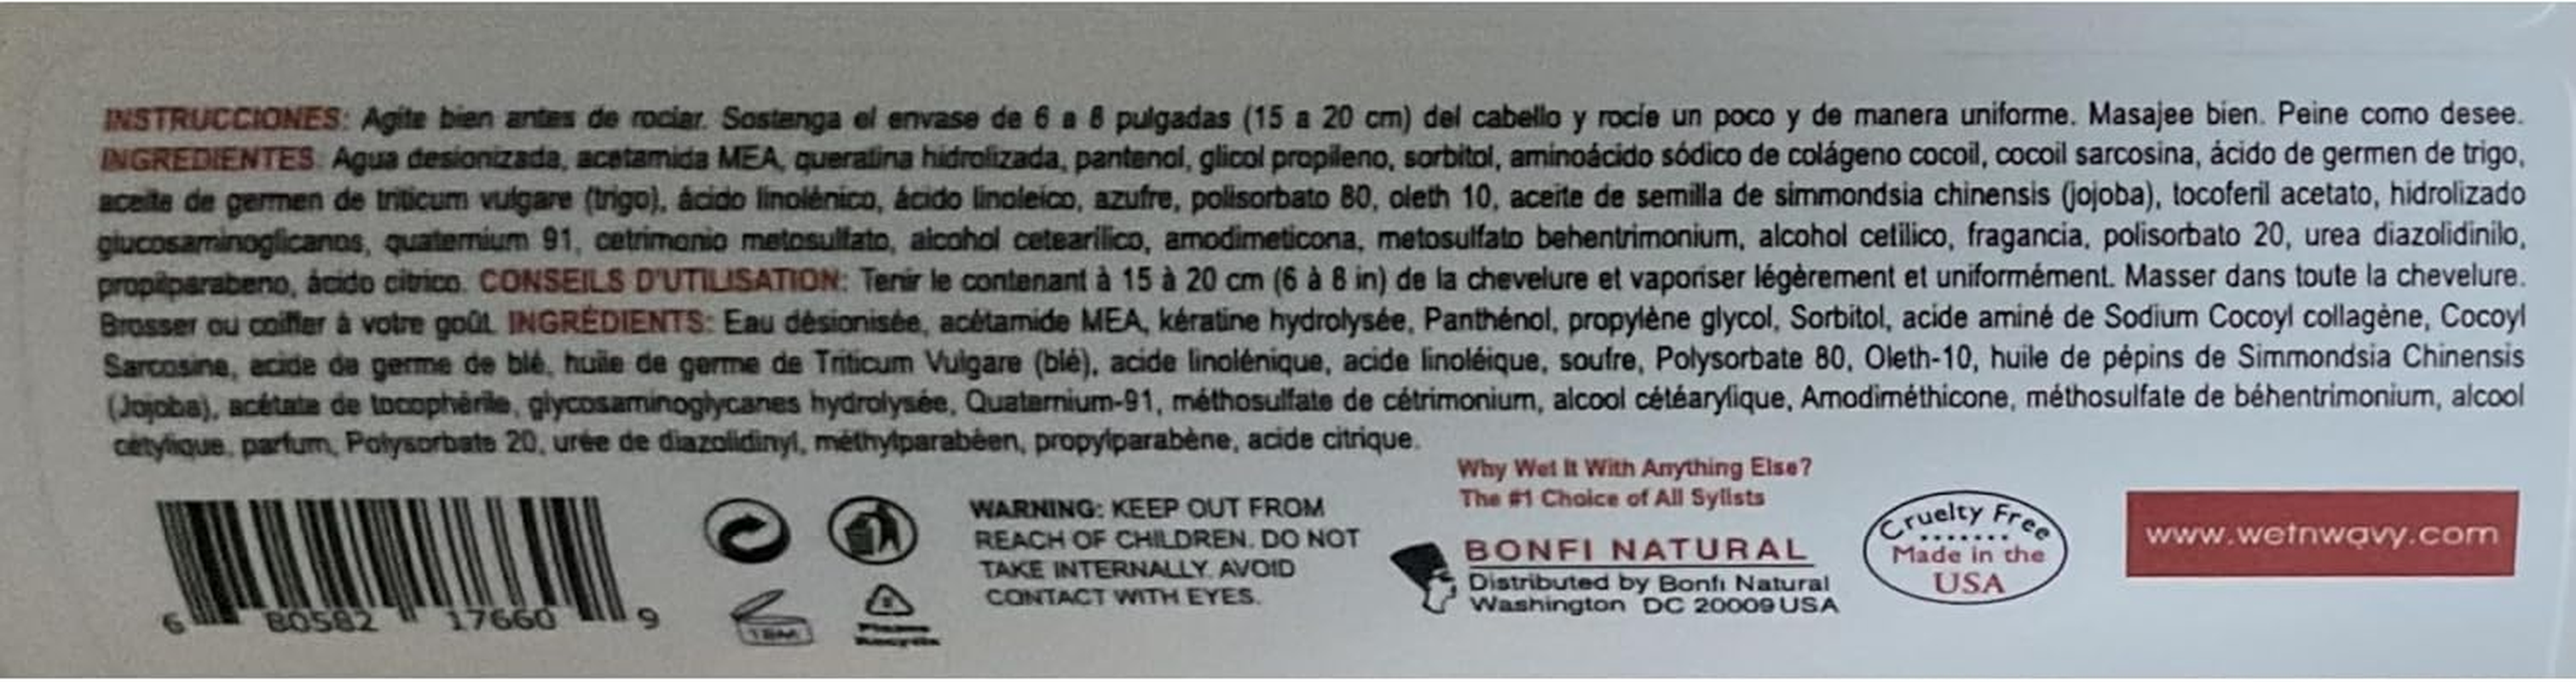 INSTRUCCIONES: Agite bien antes de rociar. Sostenga el envase de 6 a 8 pulgadas (15 a 20 cm) del cabello y rocíe un poco y de manera uniforme. Masajee bien. Peine como desee.
INGREDIENTES: Agua desionizada, acetamida MEA, queratina hidrolizada, pantenol, glicol propileno, sorbitol, aminoácido sódico de colágeno cocoil, cocoil sarcosina, ácido de germen de trigo,
aceite de germen de triticum vulgare (trigo), ácido linolénico, ácido linoleico, azufre, polisorbato 80, oleth 10, aceite de semilla de simmondsia chinensis (jojoba), tocoferil acetato, hidrolizado
glucosaminoglicanos, quaternium 91, cetrimonio metosulfato, alcohol cetearílico, amodimeticona, metosulfato behentrimonium, alcohol cetílico, fragancia, polisorbato 20, urea diazolidinilo,
propilparabeno, ácido cítrico. CONSEILS D'UTILISATION: Tenir le contenant à 15 à 20 cm (6 à 8 in) de la chevelure et vaporiser légèrement et uniformément. Masser dans toute la chevelure.
Brosser ou coiffer à votre goût. INGRÉDIENTS: Eau désionisée, acétamide MEA, kératine hydrolysée, Panthénol, propylène glycol, Sorbitol, acide aminé de Sodium Cocoyl collagène, Cocoyl
Sarcosine, acide de germe de blé, huile de germe de Triticum Vulgare (blé), acide linolénique, acide linoléique, soufre, Polysorbate 80, Oleth-10, huile de pépins de Simmondsia Chinensis
(Jojoba), acétate de tocophérile, glycosaminoglycanes hydrolysée, Quaternium-91, méthosulfate de cétrimonium, alcool cétéarylique, Amodiméthicone, méthosulfate de béhentrimonium, alcool
cétylique, parfum, Polysorbate 20, urée de diazolidinyl, méthylparabéen, propylparabène, acide citrique.
Why Wet It With Anything Else?
The #1 Choice of All Sylists
WARNING: KEEP OUT FROM
REACH OF CHILDREN. DO NOT
TAKE INTERNALLY. AVOID
CONTACT WITH EYES.
BONFI NATURAL
Distributed by Bonfi Natural
Washington DC 20009 USA
Cruelty Free
Made in the
USA
www.wetnwavy.com
6 80582 17660 9
18M
Please
Recycle